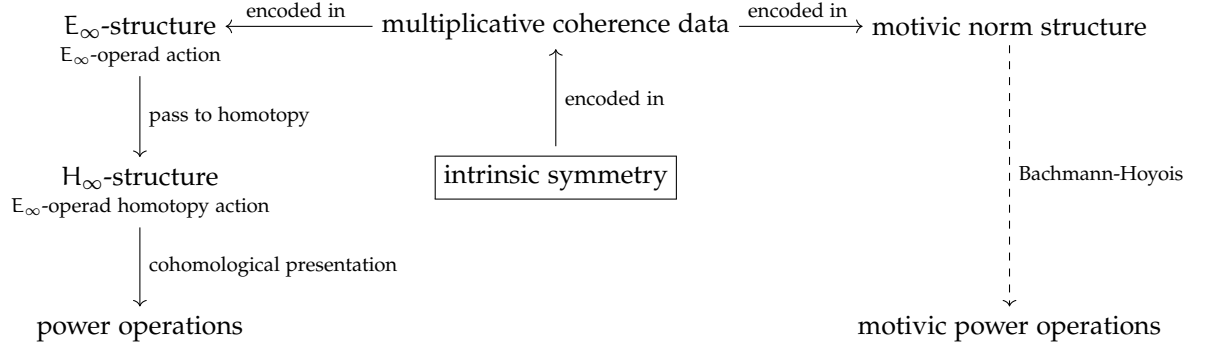 encoded in
encoded in
E∞-structure
multiplicative coherence data
motivic norm structure
E∞-operad action
encoded in
pass to homotopy
intrinsic symmetry
Bachmann-Hoyois
H∞-structure
E∞-operad homotopy action
cohomological presentation
power operations
motivic power operations